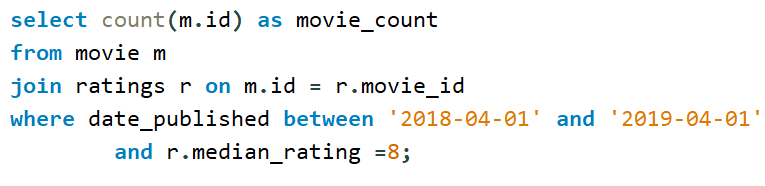 select count(m.id) as movie_count
from movie m
join ratings r on m.id = r.movie_id
where date_published between '2018-04-01' and '2019-04-01'
and r.median_rating =8;